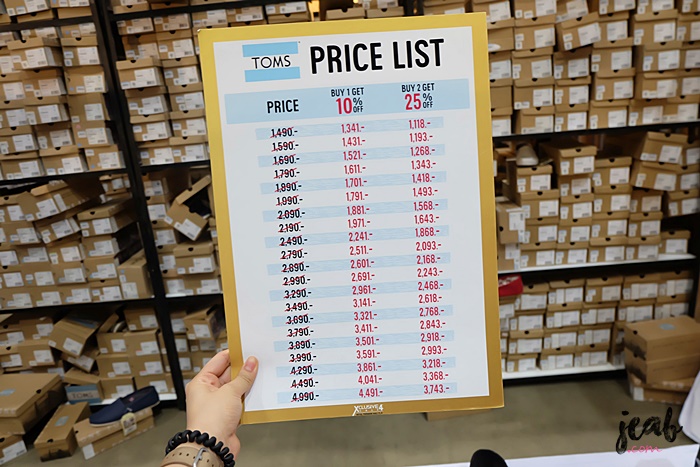 TOMS PRICE LIST
PRICE BUY 1 GET 10% OFF BUY 2 GET 25% OFF
1,490.- 1,341.- 1,118.-
1,590.- 1,431.- 1,193.-
1,690.- 1,521.- 1,268.-
1,790.- 1,611.- 1,343.-
1,890.- 1,701.- 1,418.-
1,990.- 1,791.- 1,493.-
2,090.- 1,881.- 1,568.-
2,190.- 1,971.- 1,643.-
2,490.- 2,241.- 1,868.-
2,790.- 2,511.- 2,093.-
2,890.- 2,601.- 2,168.-
2,990.- 2,691.- 2,243.-
3,290.- 2,961.- 2,468.-
3,490.- 3,141.- 2,618.-
3,690.- 3,321.- 2,768.-
3,790.- 3,411.- 2,843.-
3,890.- 3,501.- 2,918.-
3,990.- 3,591.- 2,993.-
4,290.- 3,861.- 3,218.-
4,490.- 4,041.- 3,368.-
4,990.- 4,491.- 3,743.-
XCLUSIVE4
jeab
.com